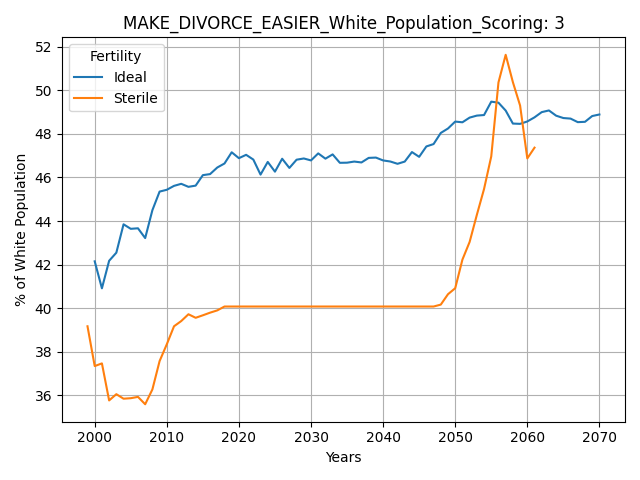 MAKE_DIVORCE_EASIER_White_Population_Scoring: 3
Fertility
Ideal
Sterile
% of White Population
52
50
48
46
44
42
40
38
36
2000 2010 2020 2030 2040 2050 2060 2070
Years